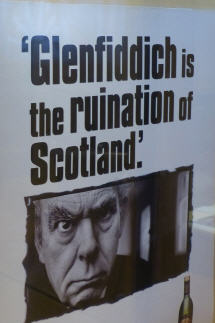 'Glenfiddich is
the ruination of
Scotland.'